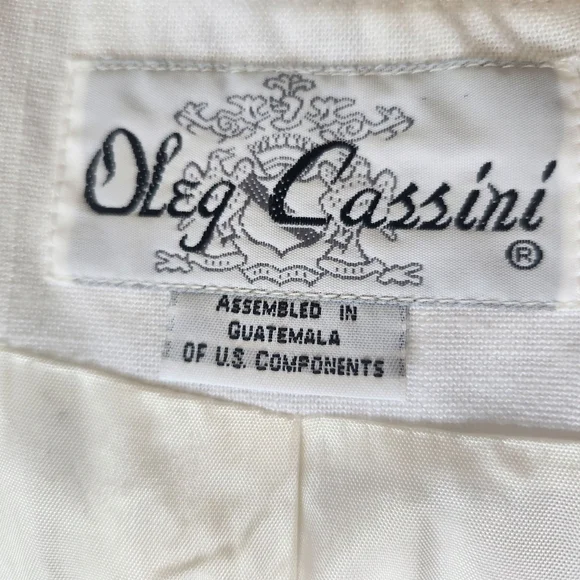 Oleg Cassini
®
ASSEMBLED IN
GUATEMALA
OF U.S. COMPONENTS